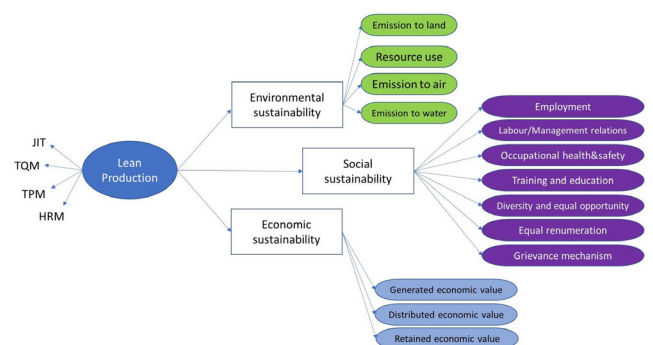 JIT
TQM
TPM
HRM
Lean
Production
Environmental
sustainability
Emission to land
Resource use
Emission to air
Emission to water
Social
sustainability
Employment
Labour/Management relations
Occupational health&safety
Training and education
Diversity and equal opportunity
Equal renumeration
Grievance mechanism
Economic
sustainability
Generated economic value
Distributed economic value
Retained economic value